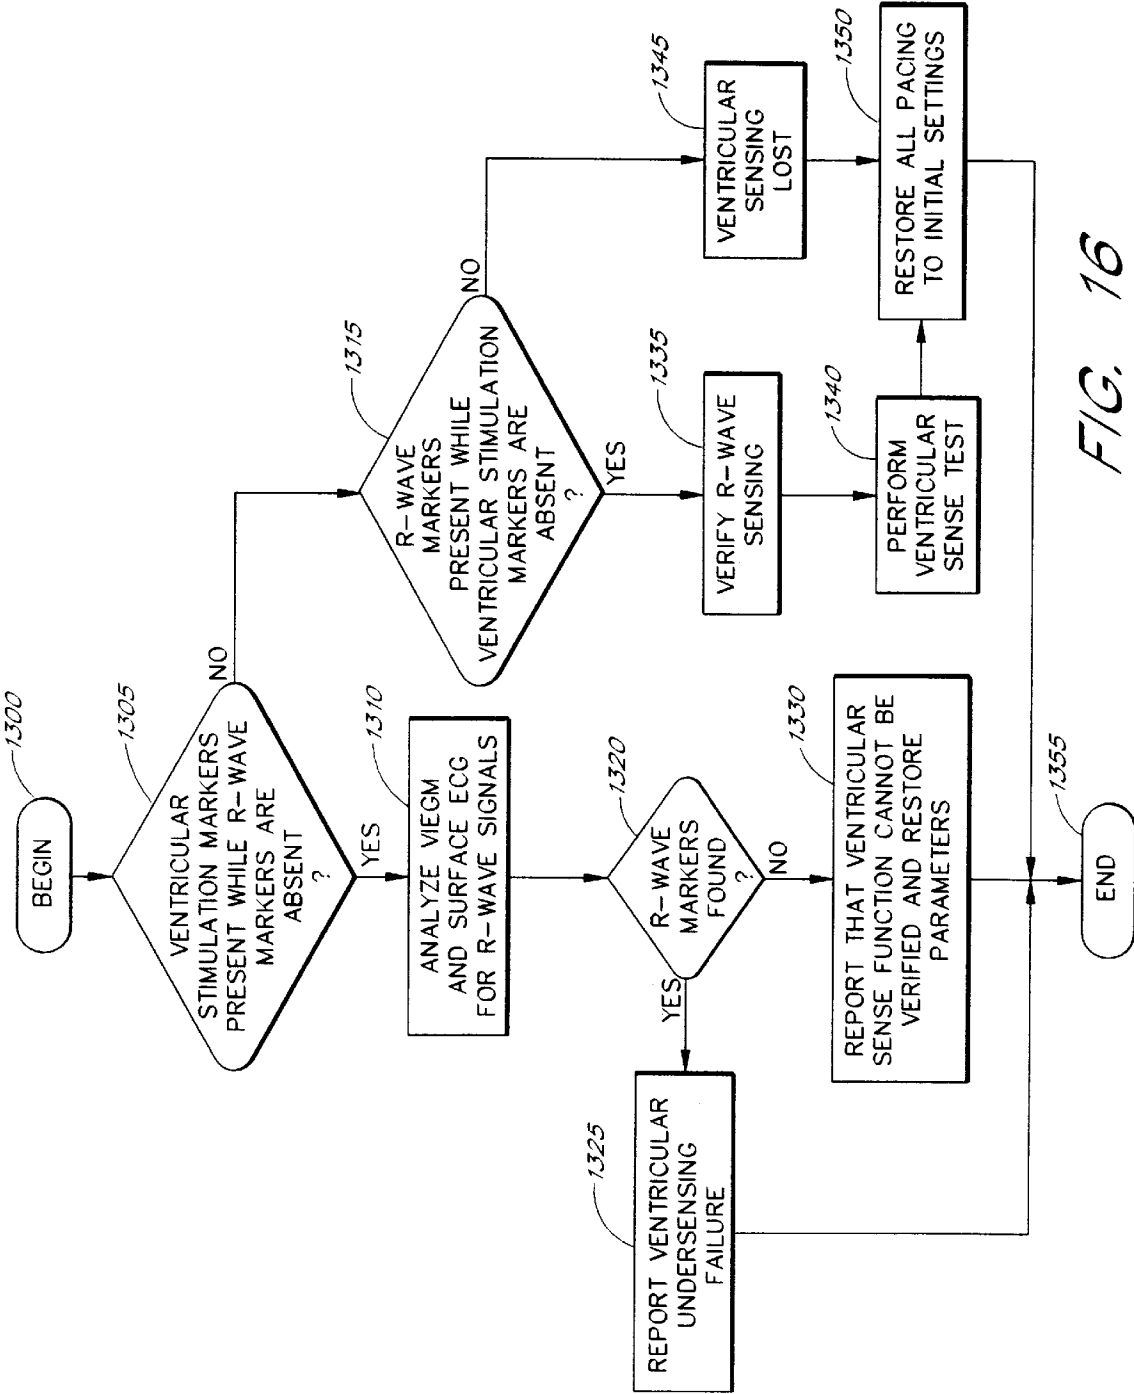 1300
BEGIN
1305
VENTRICULAR
STIMULATION MARKERS
PRESENT WHILE R-WAVE
MARKERS ARE
ABSENT
?
NO
YES
1310
ANALYZE VIEGM
AND SURFACE ECG
FOR R-WAVE SIGNALS
1315
R-WAVE
MARKERS
PRESENT WHILE
VENTRICULAR STIMULATION
MARKERS ARE
ABSENT
?
NO
YES
1320
R-WAVE
MARKERS
FOUND
?
YES
NO
1325
REPORT VENTRICULAR
UNDERSENSING
FAILURE
1330
REPORT THAT VENTRICULAR
SENSE FUNCTION CANNOT BE
VERIFIED AND RESTORE
PARAMETERS
1335
VERIFY R-WAVE
SENSING
1340
PERFORM
VENTRICULAR
SENSE TEST
1345
VENTRICULAR
SENSING
LOST
1350
RESTORE ALL PACING
TO INITIAL SETTINGS
1355
END
FIG. 16